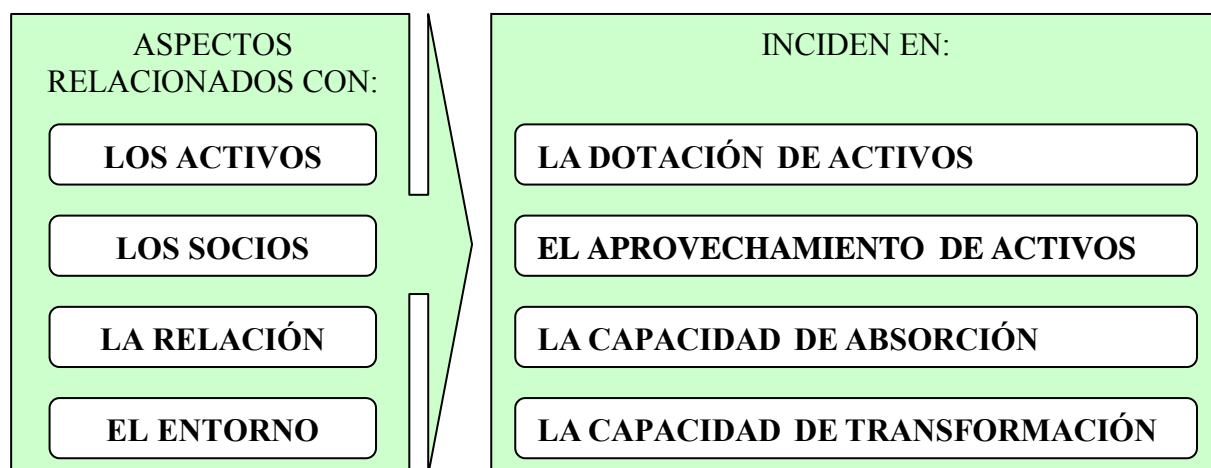 ASPECTOS
RELACIONADOS CON:
LOS ACTIVOS
LOS SOCIOS
LA RELACIÓN
EL ENTORNO
INCIDEN EN:
LA DOTACIÓN DE ACTIVOS
EL APROVECHAMIENTO DE ACTIVOS
LA CAPACIDAD DE ABSORCIÓN
LA CAPACIDAD DE TRANSFORMACIÓN